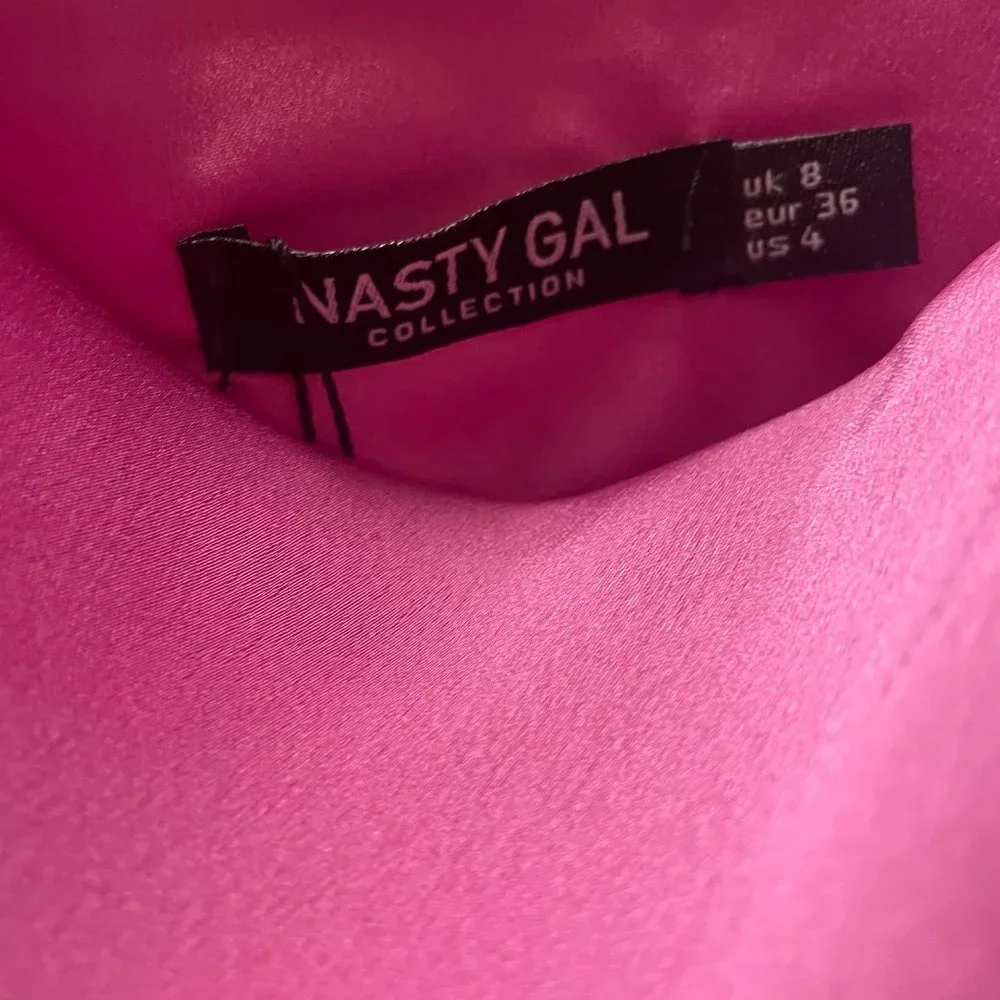 NASTY GAL
COLLECTION
uk 8
eur 36
us 4